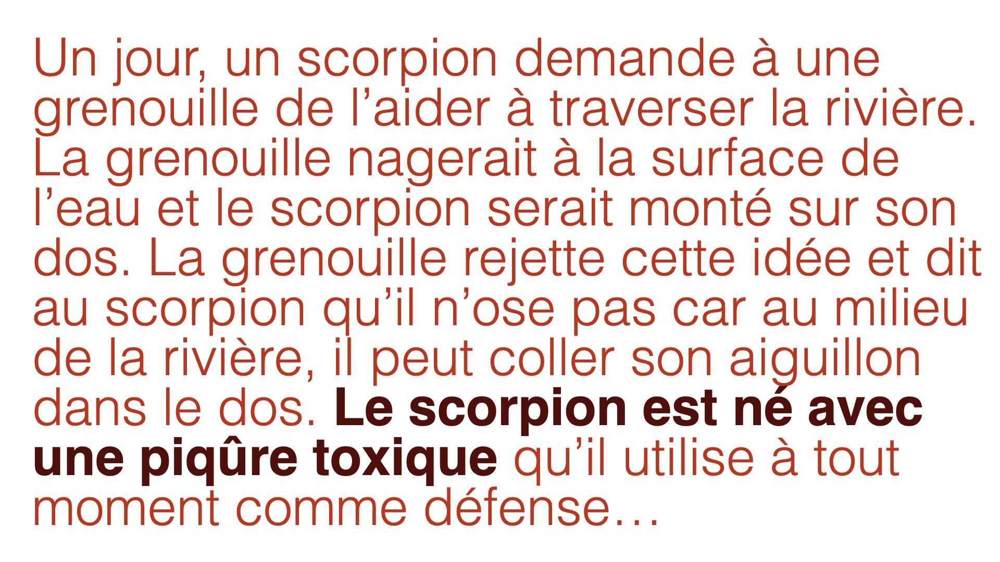 Un jour, un scorpion demande à une
grenouille de l’aider à traverser la rivière.
La grenouille nagerait à la surface de
l’eau et le scorpion serait monté sur son
dos. La grenouille rejette cette idée et dit
au scorpion qu’il n’ose pas car au milieu
de la rivière, il peut coller son aiguillon
dans le dos. Le scorpion est né avec
une piqûre toxique qu’il utilise à tout
moment comme défense…